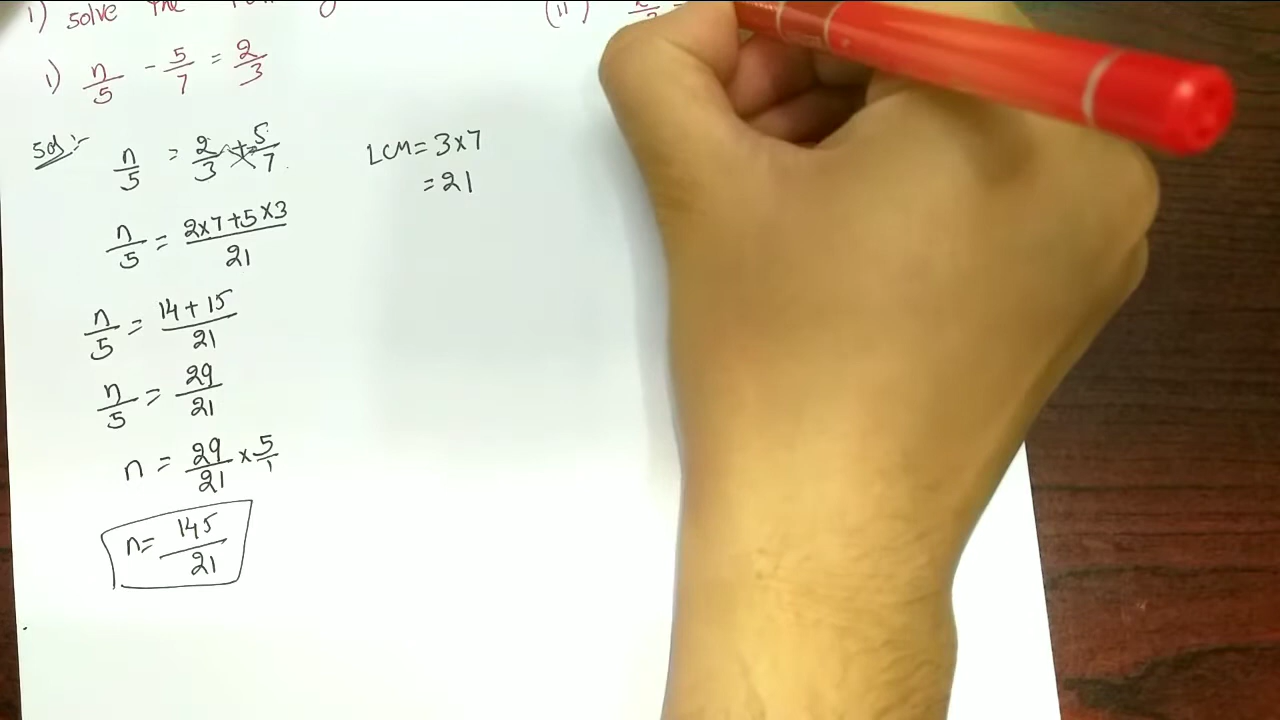 1) Solve the
i) n/5 - 5/7 = 2/3
Sol:-
n/5 = 2/3 + 5/7
n/5 = 2x7+5x3/21
n/5 = 14+15/21
n/5 = 29/21
n = 29/21 x 5/1
n= 145/21
LCM = 3x7
= 21
(ii)